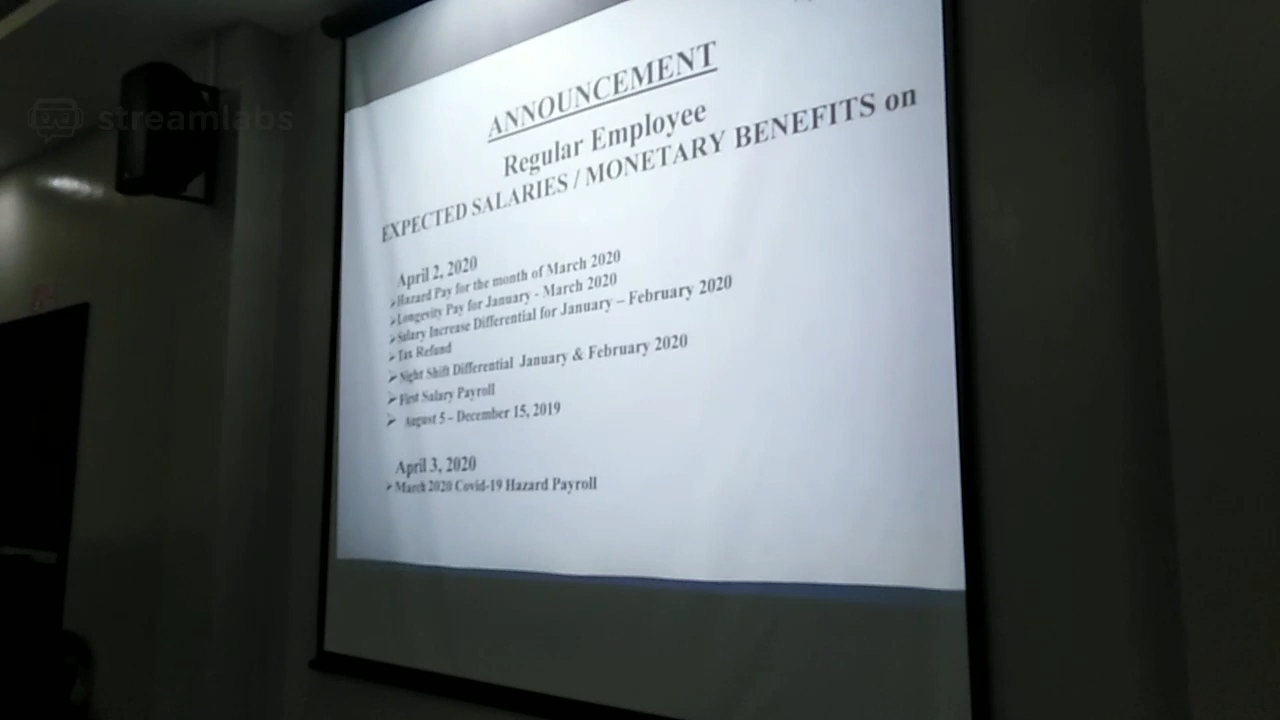 streamlabs
ANNOUNCEMENT
Regular Employee
EXPECTED SALARIES / MONETARY BENEFITS on
April 2, 2020
➢Hazard Pay for the month of March 2020
➢Longevity Pay for January - March 2020
➢Salary Increase Differential for January – February 2020
➢Tax Refund
➢Night Shift Differential January & February 2020
➢First Salary Payroll
➢ August 5 – December 15, 2019
April 3, 2020
➢March 2020 Covid-19 Hazard Payroll